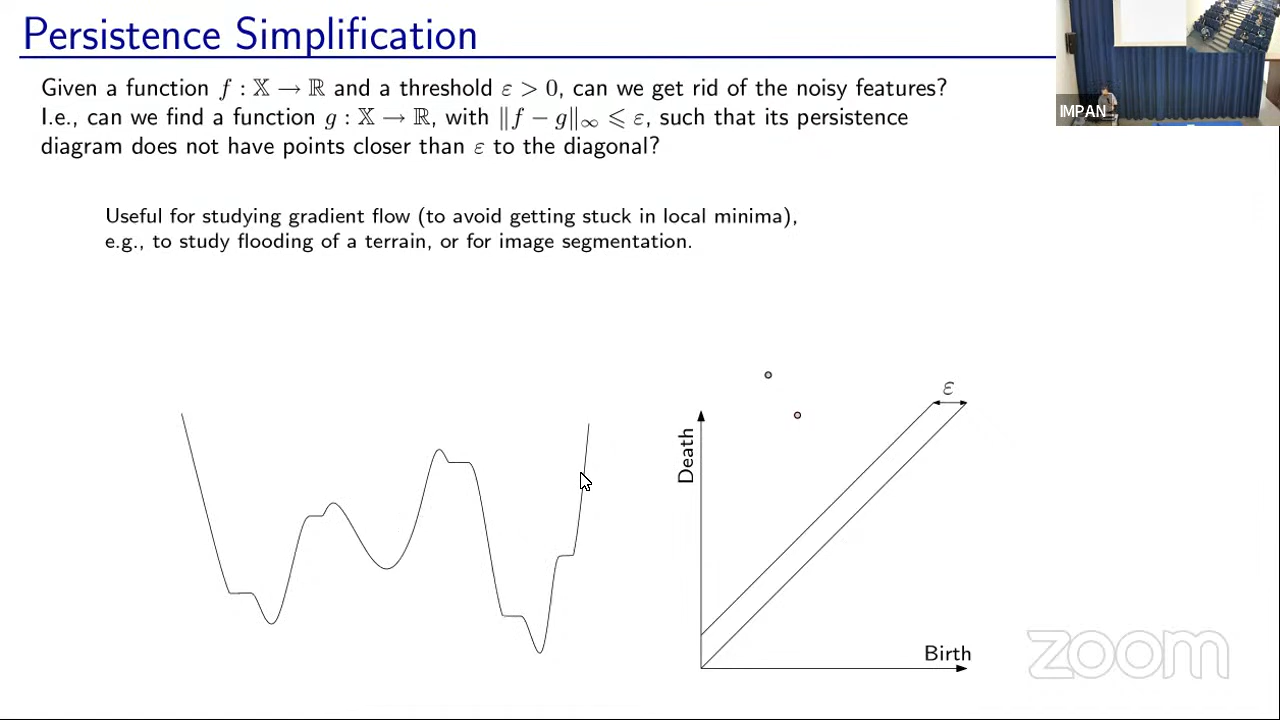 Persistence Simplification
Given a function f : 𝕏 → ℝ and a threshold ε > 0, can we get rid of the noisy features?
I.e., can we find a function g : 𝕏 → ℝ, with ‖f − g‖∞ ⩽ ε, such that its persistence
diagram does not have points closer than ε to the diagonal?
Useful for studying gradient flow (to avoid getting stuck in local minima),
e.g., to study flooding of a terrain, or for image segmentation.
ε
Death
Birth
IMPAN
zoom